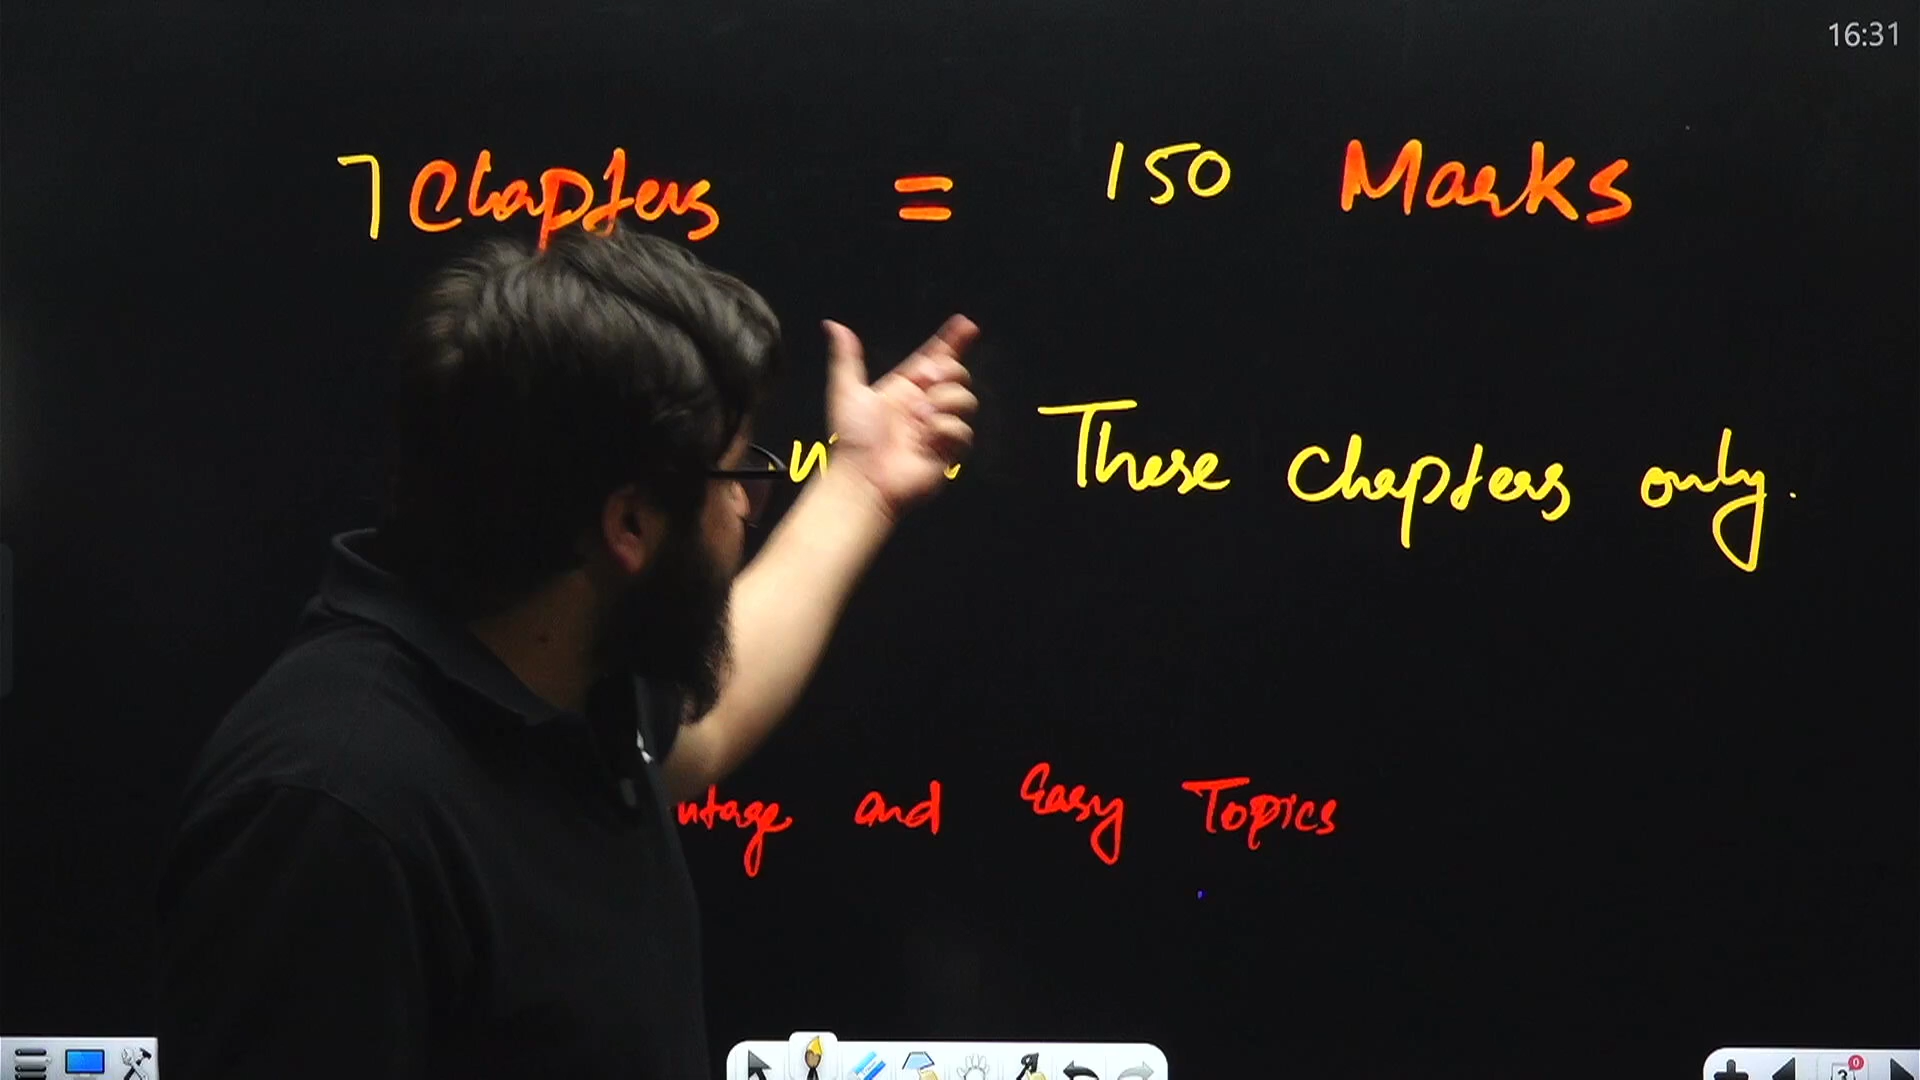 16:31
7 Chapters = 150 Marks
These Chapters only.
and Easy Topics